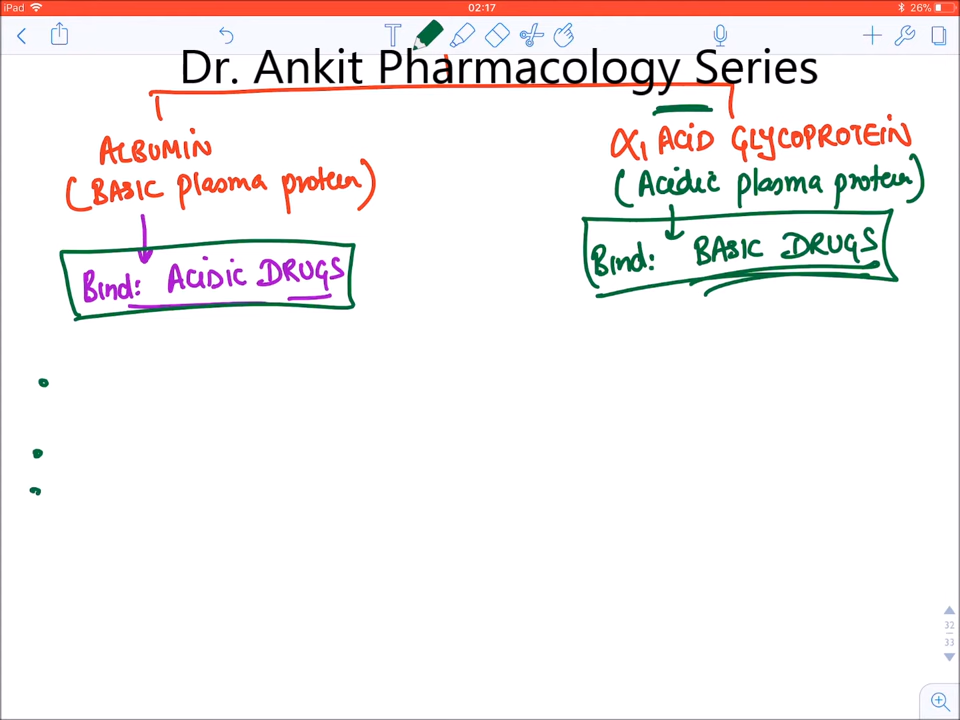 iPad 02:17 26%
Dr. Ankit Pharmacology Series
ALBUMIN
(BASIC plasma protein)
Bind: ACIDIC DRUGS
α1 ACID GLYCOPROTEIN
(Acidic plasma protein)
Bind: BASIC DRUGS
32
33